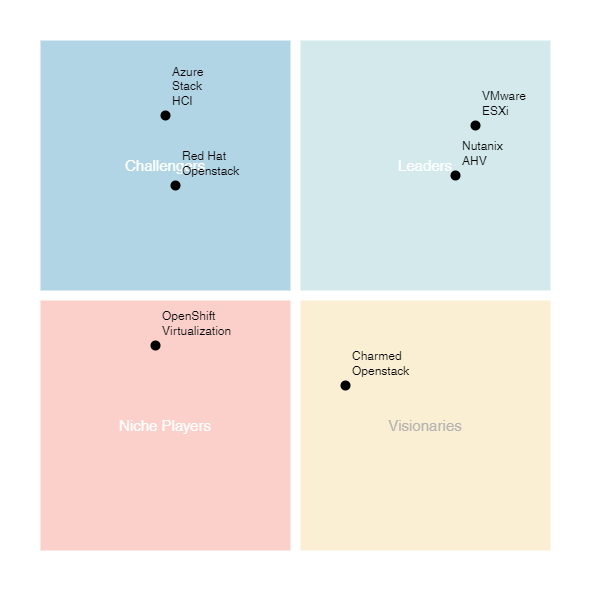 Azure
Stack
HCI
Red Hat
Openstack
Challengers
VMware
ESXi
Nutanix
AHV
Leaders
OpenShift
Virtualization
Niche Players
Charmed
Openstack
Visionaries